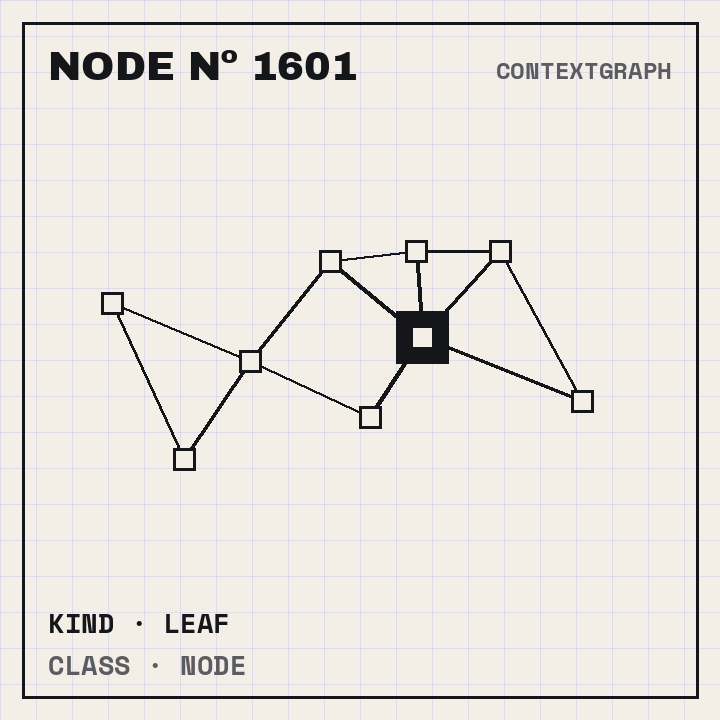 NODE Nº 1601
CONTEXTGRAPH
KIND · LEAF
CLASS · NODE